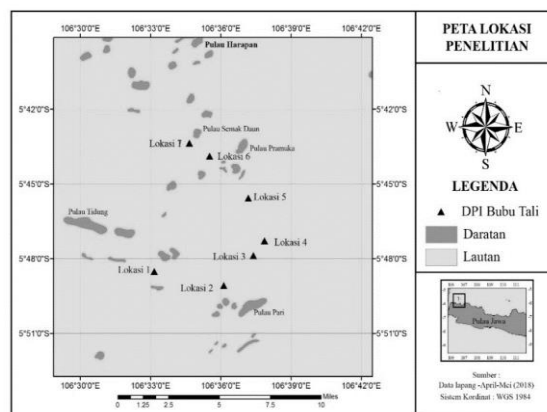 106°30'0"E 106°33'0"E 106°36'0"E 106°39'0"E 106°42'0"E
Pulau Harapan
5°42'0"S 5°42'0"S
Pulau Semak Daun
Lokasi 7
Pulau Pramuka
Lokasi 6
5°45'0"S 5°45'0"S
Lokasi 5
Pulau Tidung
Lokasi 4
5°48'0"S 5°48'0"S
Lokasi 3
Lokasi 1
Lokasi 2
Pulau Pari
5°51'0"S 5°51'0"S
106°30'0"E 106°33'0"E 106°36'0"E 106°39'0"E 106°42'0"E
Miles
0 1.25 2.5 5 7.5 10
PETA LOKASI
PENELITIAN
N
W E
S
LEGENDA
DPI Bubu Tali
Daratan
Lautan
Pulau Jawa
Sumber :
Data lapang -April-Mei (2018)
Sistem Kordinat : WGS 1984